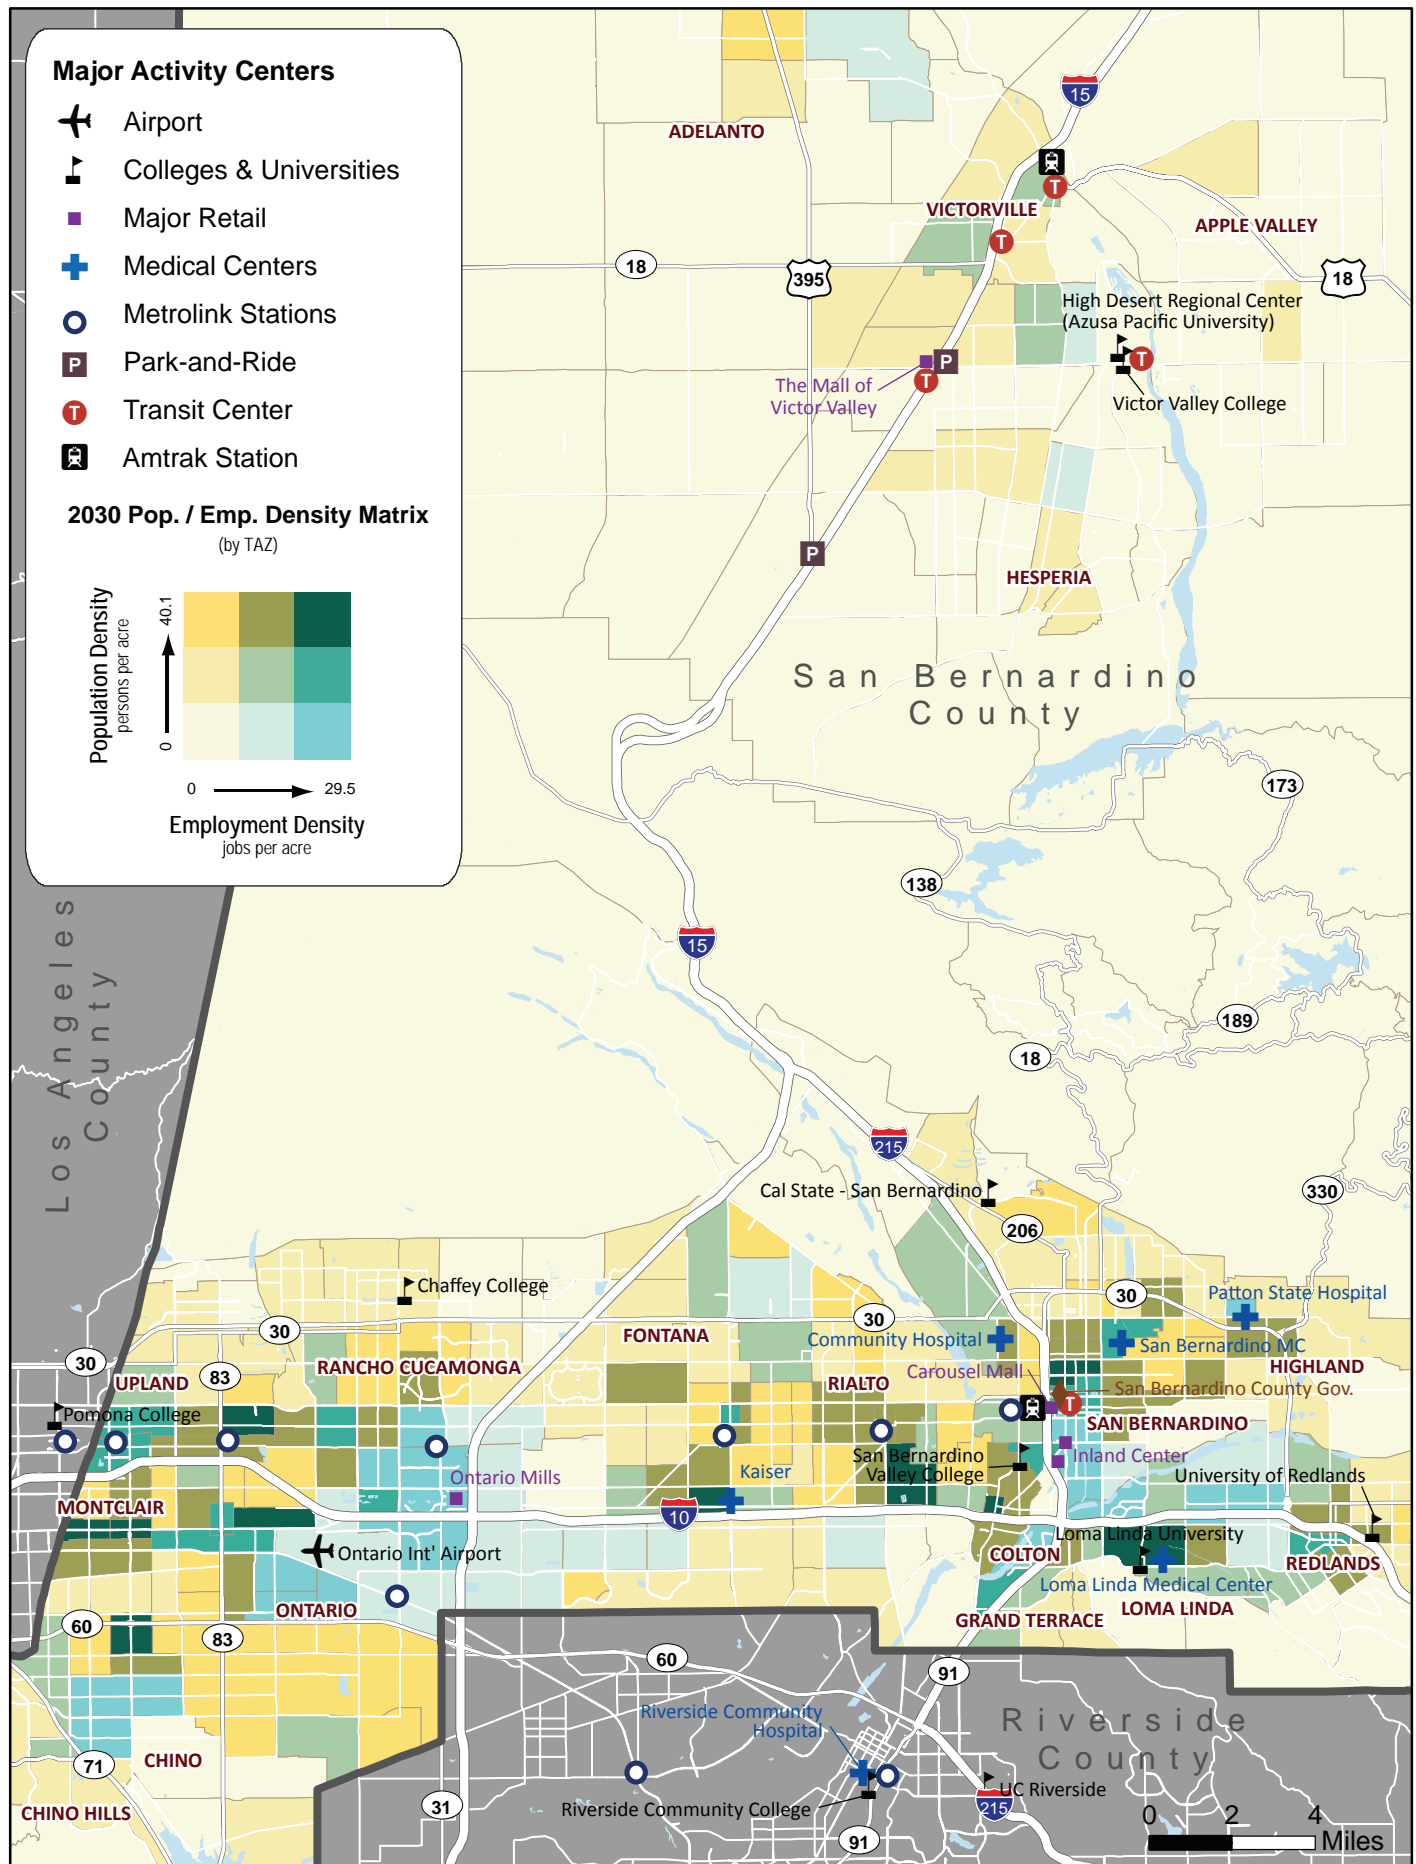 Major Activity Centers
Airport
Colleges & Universities
Major Retail
Medical Centers
Metrolink Stations
P
Park-and-Ride
T
Transit Center
Amtrak Station
2030 Pop. / Emp. Density Matrix
(by TAZ)
Population Density
persons per acre
0
40.1
0
29.5
Employment Density
jobs per acre
15
ADELANTO
T
VICTORVILLE
APPLE VALLEY
T
18
395
18
High Desert Regional Center
(Azusa Pacific University)
P
T
T
The Mall of
Victor Valley
Victor Valley College
P
HESPERIA
San Bernardino
County
173
138
Los Angeles
County
15
189
18
215
Cal State - San Bernardino
330
206
Chaffey College
30
Patton State Hospital
30
30
FONTANA
Community Hospital
San Bernardino MC
30
RANCHO CUCAMONGA
HIGHLAND
UPLAND
83
Carousel Mall
RIALTO
San Bernardino County Gov.
T
Pomona College
SAN BERNARDINO
San Bernardino
Valley College
Inland Center
Kaiser
Ontario Mills
University of Redlands
MONTCLAIR
10
Loma Linda University
Ontario Int' Airport
COLTON
REDLANDS
Loma Linda Medical Center
ONTARIO
LOMA LINDA
GRAND TERRACE
60
83
60
91
Riverside Community
Hospital
Riverside
County
CHINO
71
UC Riverside
31
Riverside Community College
215
CHINO HILLS
91
0 2 4
Miles